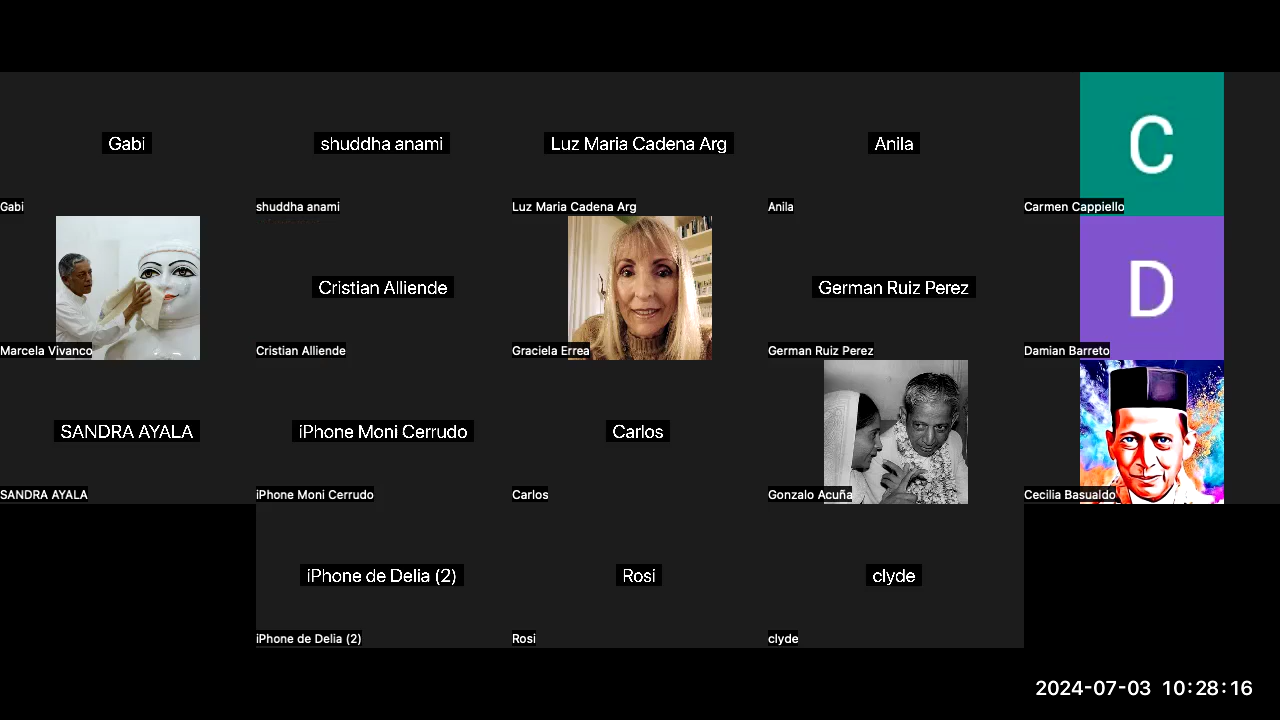 Gabi
shuddha anami
Luz Maria Cadena Arg
Anila
C
Gabi
shuddha anami
Luz Maria Cadena Arg
Anila
Carmen Cappiello
Cristian Alliende
German Ruiz Perez
D
Marcela Vivanco
Cristian Alliende
Graciela Errea
German Ruiz Perez
Damian Barreto
SANDRA AYALA
iPhone Moni Cerrudo
Carlos
SANDRA AYALA
iPhone Moni Cerrudo
Carlos
Gonzalo Acuña
Cecilia Basualdo
iPhone de Delia (2)
Rosi
clyde
iPhone de Delia (2)
Rosi
clyde
2024-07-03 10:28:16